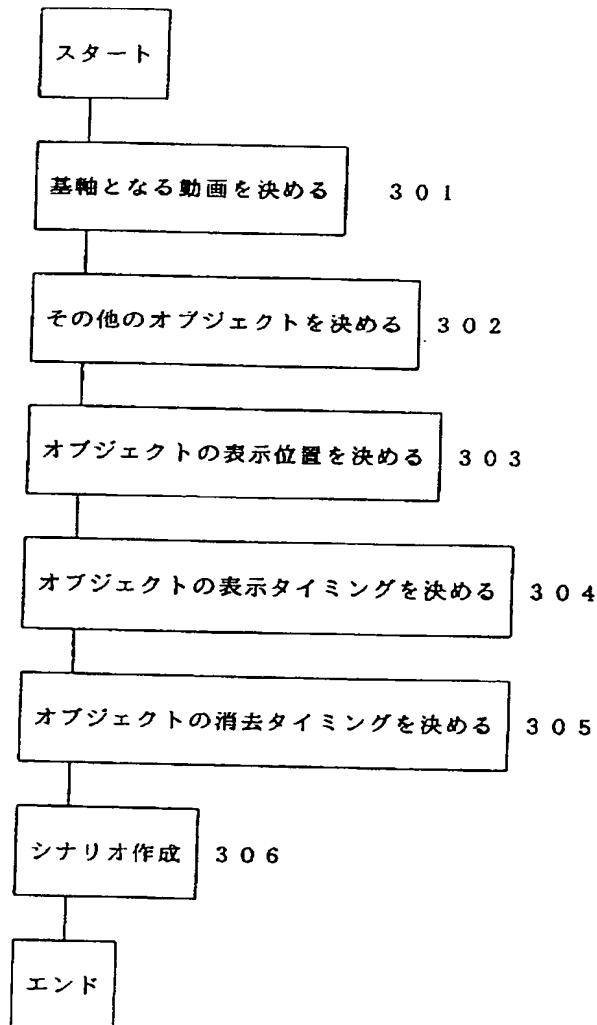 スタート
基軸となる動画を決める 301
その他のオブジェクトを決める 302
オブジェクトの表示位置を決める 303
オブジェクトの表示タイミングを決める 304
オブジェクトの消去タイミングを決める 305
シナリオ作成 306
エンド